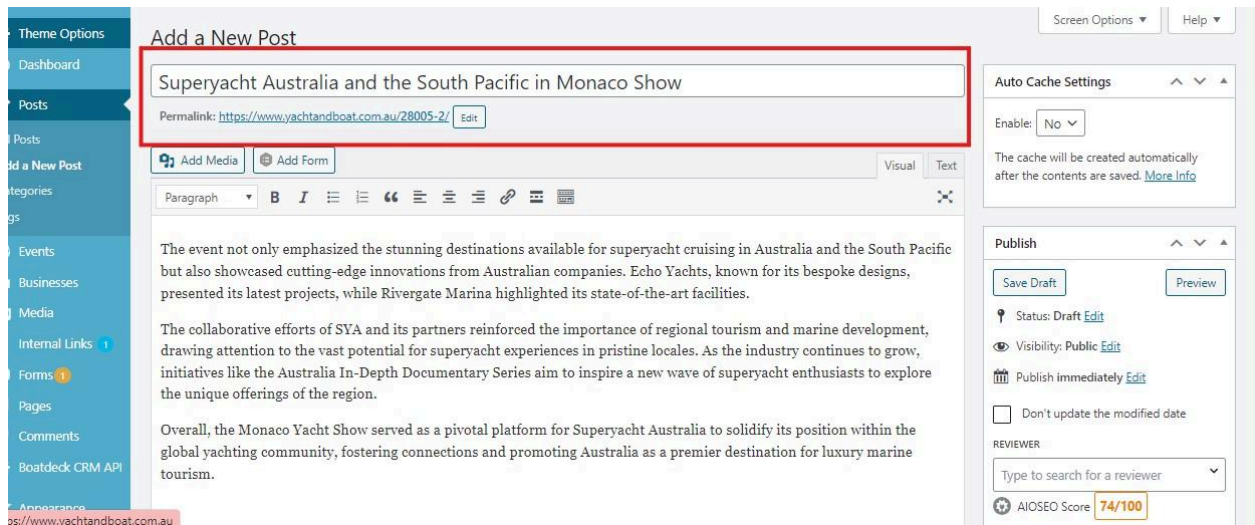 Screen Options
Help
Theme Options
Add a New Post
Dashboard
Superyacht Australia and the South Pacific in Monaco Show
Permalink: https://www.yachtandboat.com.au/28005-2/ Edit
Posts
Posts
Add Media
Add Form
Visual
Text
dd a New Post
tegories
gs
Paragraph
B I
Events
Businesses
Media
Internal Links 1
Forms 1
Pages
Comments
Boatdeck CRM API
Appearance
ps://www.yachtandboat.com.au
The event not only emphasized the stunning destinations available for superyacht cruising in Australia and the South Pacific
but also showcased cutting-edge innovations from Australian companies. Echo Yachts, known for its bespoke designs,
presented its latest projects, while Rivergate Marina highlighted its state-of-the-art facilities.
The collaborative efforts of SYA and its partners reinforced the importance of regional tourism and marine development,
drawing attention to the vast potential for superyacht experiences in pristine locales. As the industry continues to grow,
initiatives like the Australia In-Depth Documentary Series aim to inspire a new wave of superyacht enthusiasts to explore
the unique offerings of the region.
Overall, the Monaco Yacht Show served as a pivotal platform for Superyacht Australia to solidify its position within the
global yachting community, fostering connections and promoting Australia as a premier destination for luxury marine
tourism.
Auto Cache Settings
Enable: No
The cache will be created automatically
after the contents are saved. More Info
Publish
Save Draft
Preview
Status: Draft Edit
Visibility: Public Edit
Publish immediately Edit
Don't update the modified date
REVIEWER
Type to search for a reviewer
AIOSEO Score 74/100